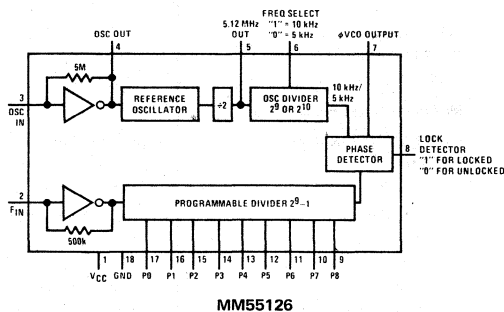 FREQ SELECT
5.12 MHz "1" = 10 kHz
OSC OUT OUT "0" = 5 kHz φVCO OUTPUT
4 5 6 7
5M
3
OSC
IN
REFERENCE
OSCILLATOR
÷2
OSC DIVIDER
2⁹ OR 2¹⁰
10 kHz/
5 kHz
PHASE
DETECTOR
8
LOCK
DETECTOR
"1" FOR LOCKED
"0" FOR UNLOCKED
2
FIN
PROGRAMMABLE DIVIDER 2⁹–1
500k
1 18 17 16 15 14 13 12 11 10 9
VCC GND P0 P1 P2 P3 P4 P5 P6 P7 P8
MM55126